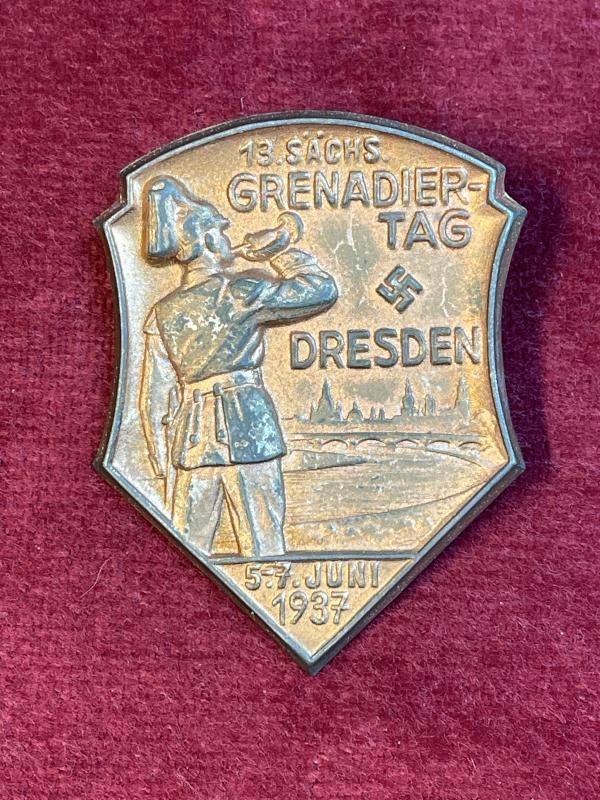 13. SÄCHS.
GRENADIER-
TAG
DRESDEN
5.-7. JUNI
1937